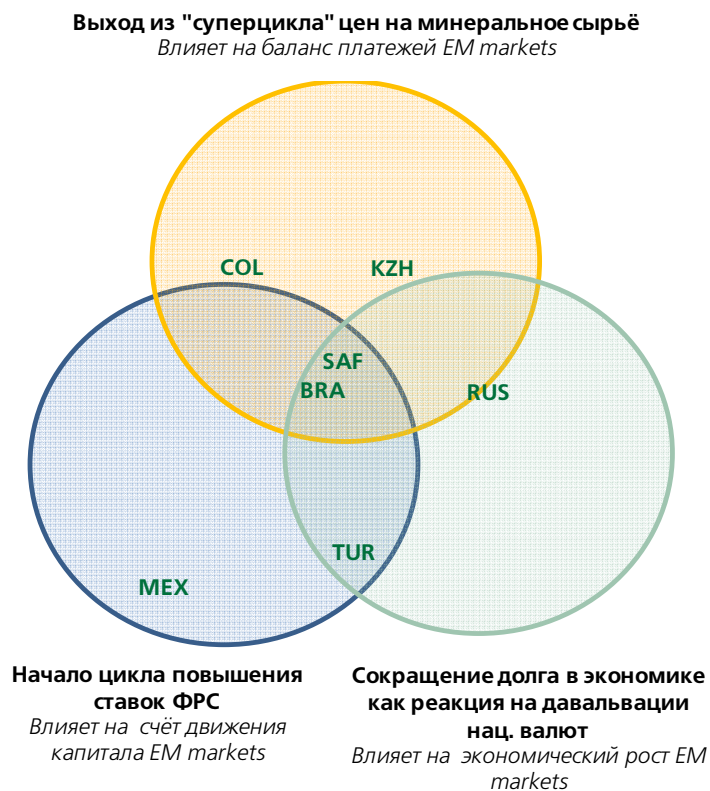 Выход из "суперцикла" цен на минеральное сырьё
Влияет на баланс платежей EM markets
COL
KZH
SAF
BRA
RUS
TUR
MEX
Начало цикла повышения
ставок ФРС
Влияет на счёт движения
капитала EM markets
Сокращение долга в экономике
как реакция на давальвации
нац. валют
Влияет на экономический рост EM
markets